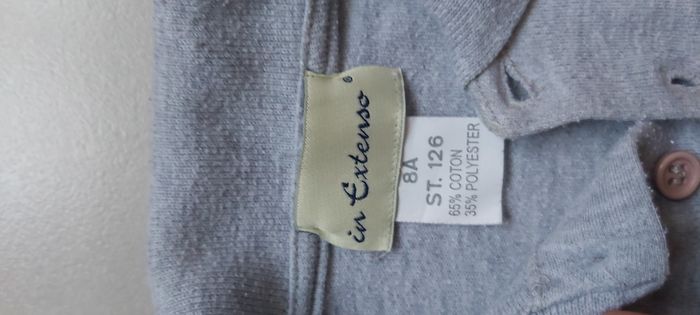 in Extenso ®
8A
ST. 126
65% COTON
35% POLYESTER